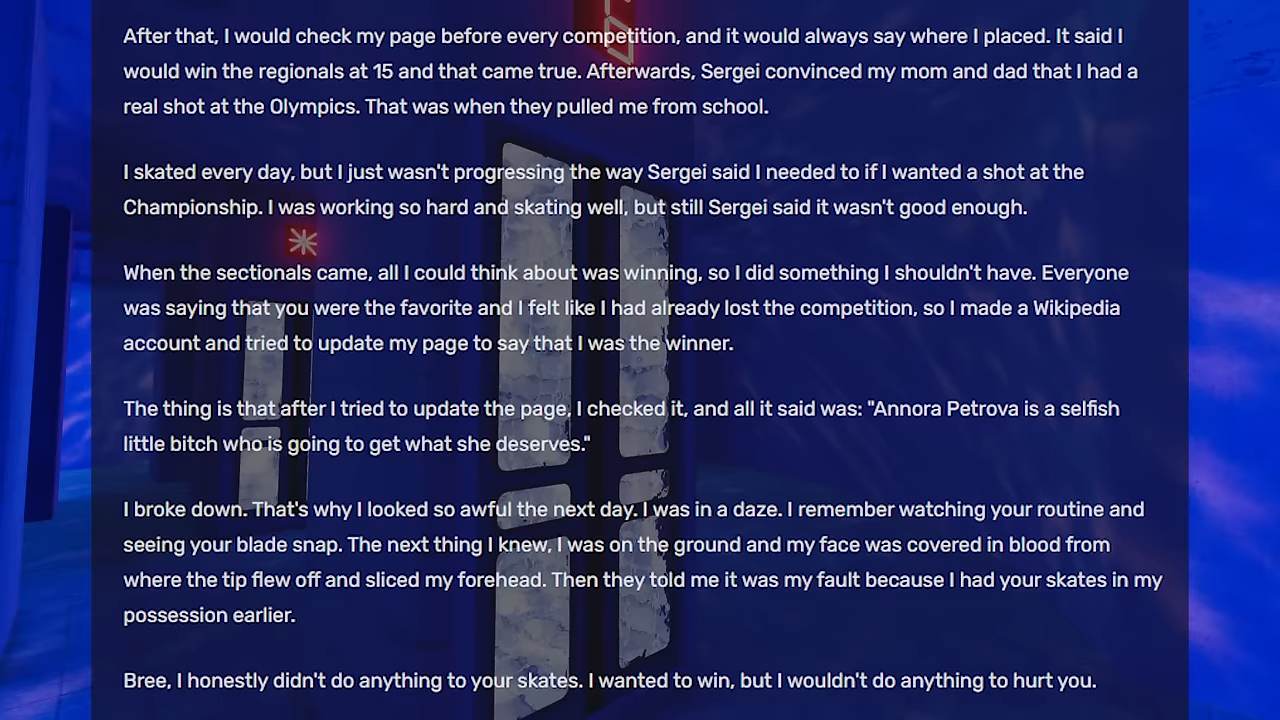 After that, I would check my page before every competition, and it would always say where I placed. It said I
would win the regionals at 15 and that came true. Afterwards, Sergei convinced my mom and dad that I had a
real shot at the Olympics. That was when they pulled me from school.
I skated every day, but I just wasn't progressing the way Sergei said I needed to if I wanted a shot at the
Championship. I was working so hard and skating well, but still Sergei said it wasn't good enough.
When the sectionals came, all I could think about was winning, so I did something I shouldn't have. Everyone
was saying that you were the favorite and I felt like I had already lost the competition, so I made a Wikipedia
account and tried to update my page to say that I was the winner.
The thing is that after I tried to update the page, I checked it, and all it said was: "Annora Petrova is a selfish
little bitch who is going to get what she deserves."
I broke down. That's why I looked so awful the next day. I was in a daze. I remember watching your routine and
seeing your blade snap. The next thing I knew, I was on the ground and my face was covered in blood from
where the tip flew off and sliced my forehead. Then they told me it was my fault because I had your skates in my
possession earlier.
Bree, I honestly didn't do anything to your skates. I wanted to win, but I wouldn't do anything to hurt you.